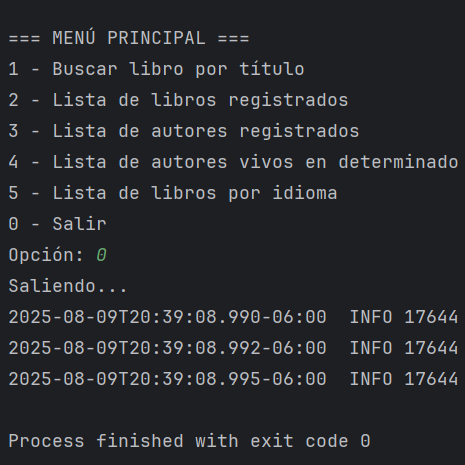 === MENÚ PRINCIPAL ===
1 - Buscar libro por título
2 - Lista de libros registrados
3 - Lista de autores registrados
4 - Lista de autores vivos en determinado
5 - Lista de libros por idioma
0 - Salir
Opción: 0
Saliendo...
2025-08-09T20:39:08.990-06:00  INFO 17644
2025-08-09T20:39:08.992-06:00  INFO 17644
2025-08-09T20:39:08.995-06:00  INFO 17644
Process finished with exit code 0